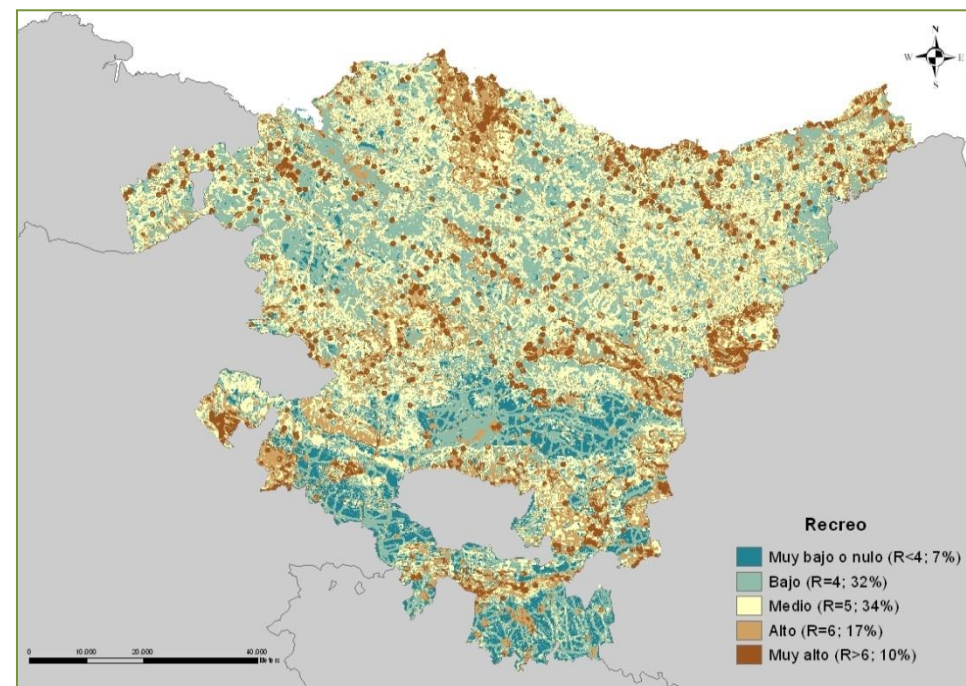 N
W E
S
Recreo
Muy bajo o nulo (R<4; 7%)
Bajo (R=4; 32%)
Medio (R=5; 34%)
Alto (R=6; 17%)
Muy alto (R>6; 10%)
0 10.000 20.000 40.000
Metros